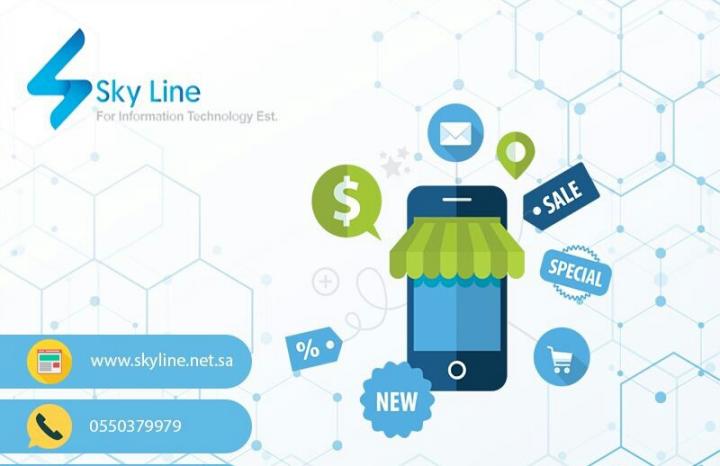 Sky Line
For Information Technology Est.
$
SALE
SPECIAL
%
NEW
www.skyline.net.sa
0550379979